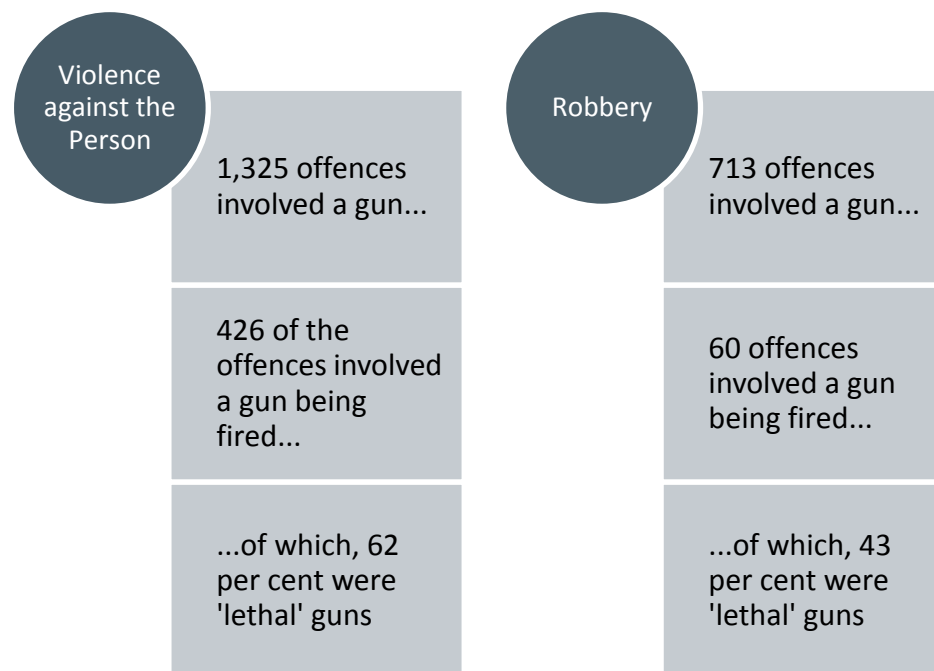 Violence
against the
Person
1,325 offences
involved a gun...
426 of the
offences involved
a gun being
fired...
...of which, 62
per cent were
'lethal' guns
Robbery
713 offences
involved a gun...
60 offences
involved a gun
being fired...
...of which, 43
per cent were
'lethal' guns